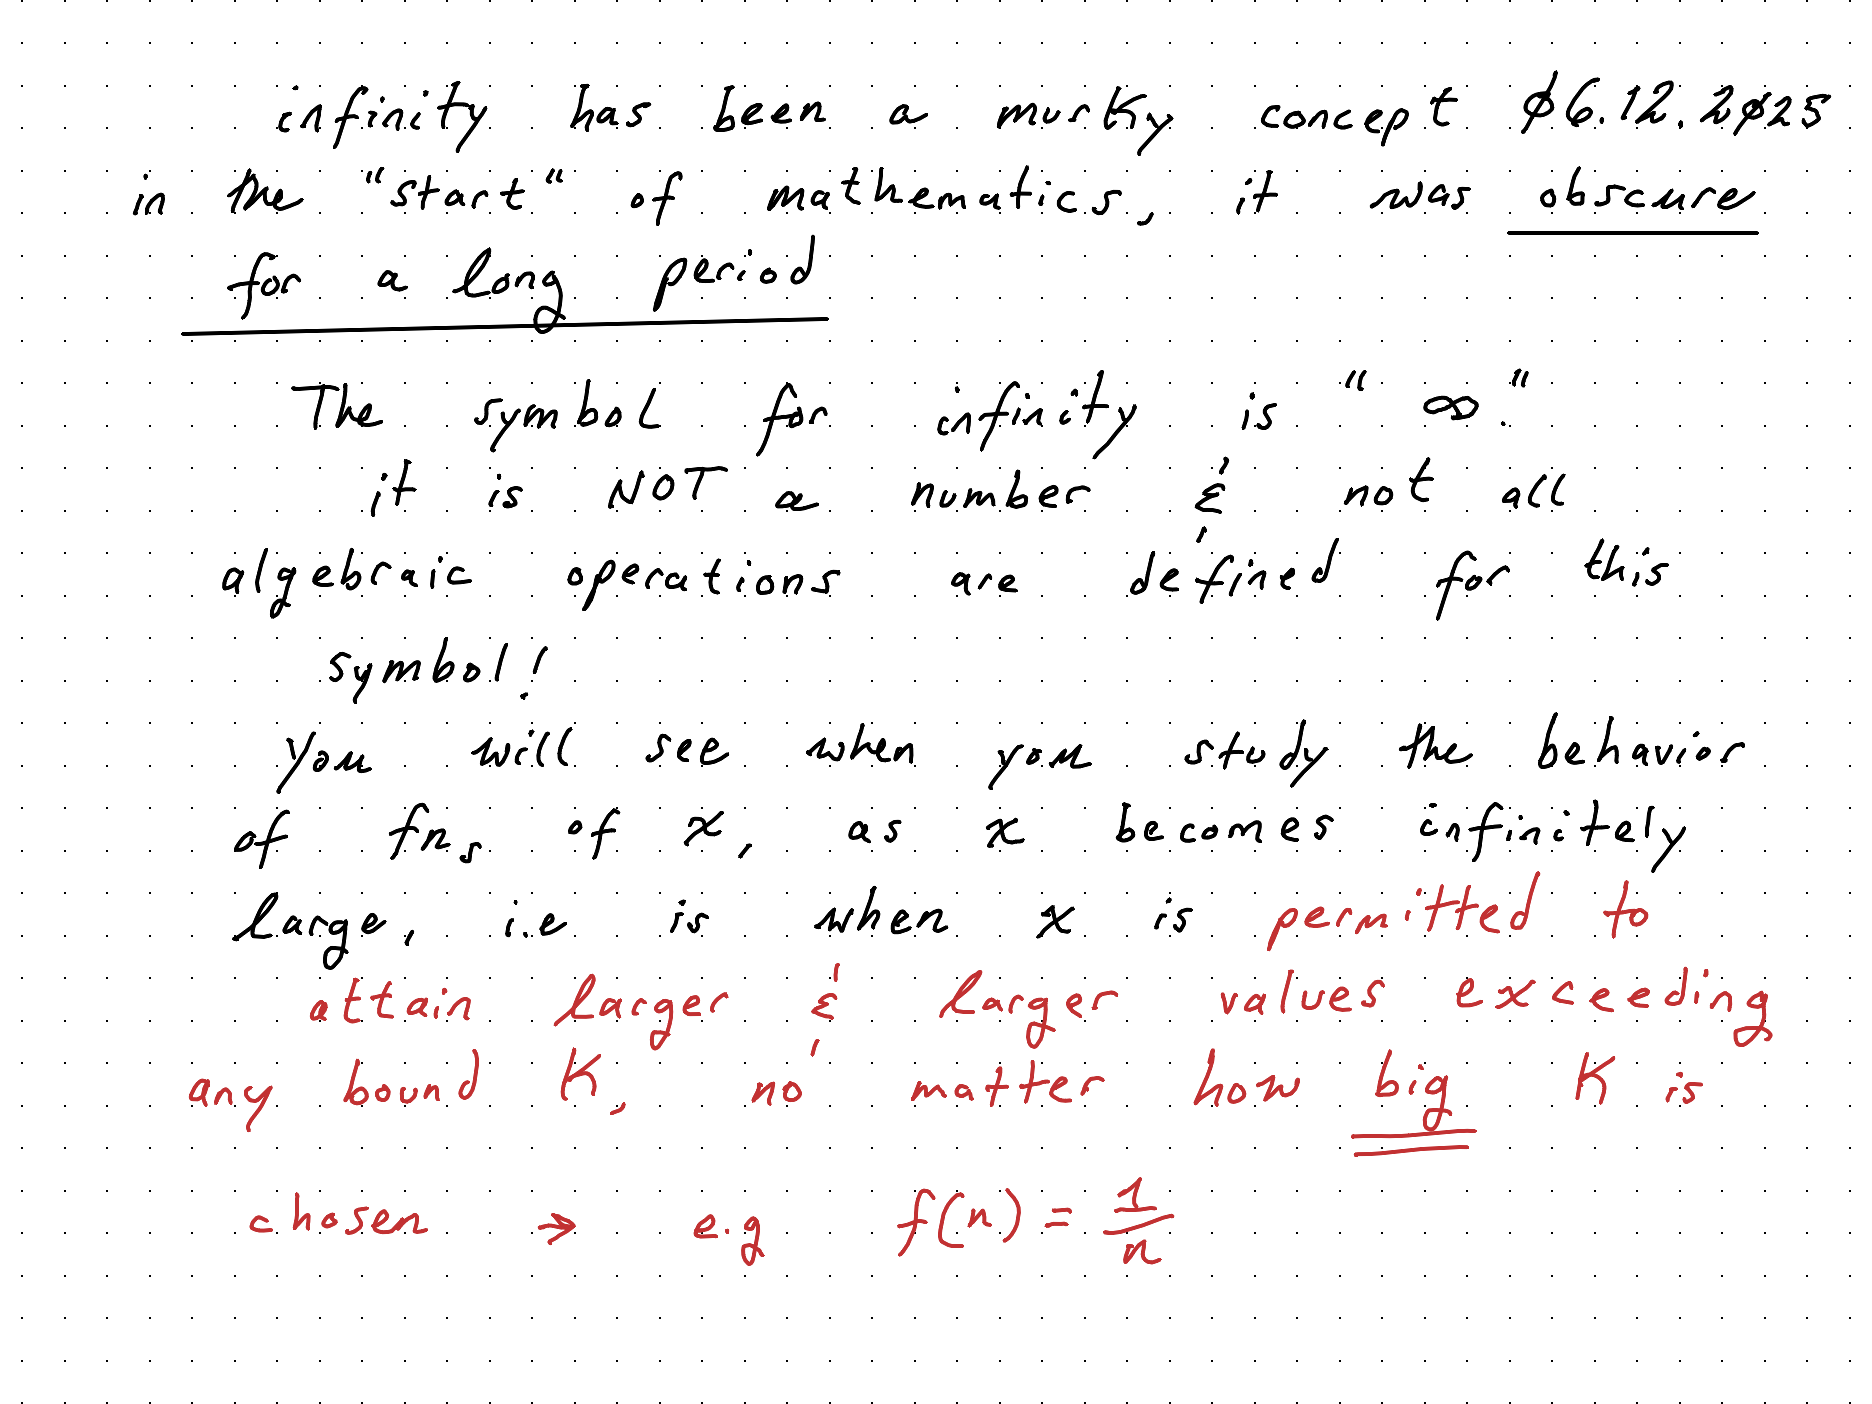 infinity has been a murky concept 06.12.2025
in the "start" of mathematics, it was obscure
for a long period
The symbol for infinity is "∞."
it is NOT a number & not all
algebraic operations are defined for this
symbol!
you will see when you study the behavior
of fns of x, as x becomes infinitely
large, i.e is when x is permitted to
attain larger & larger values exceeding
any bound K, no matter how big K is
chosen → e.g f(n) = 1/n